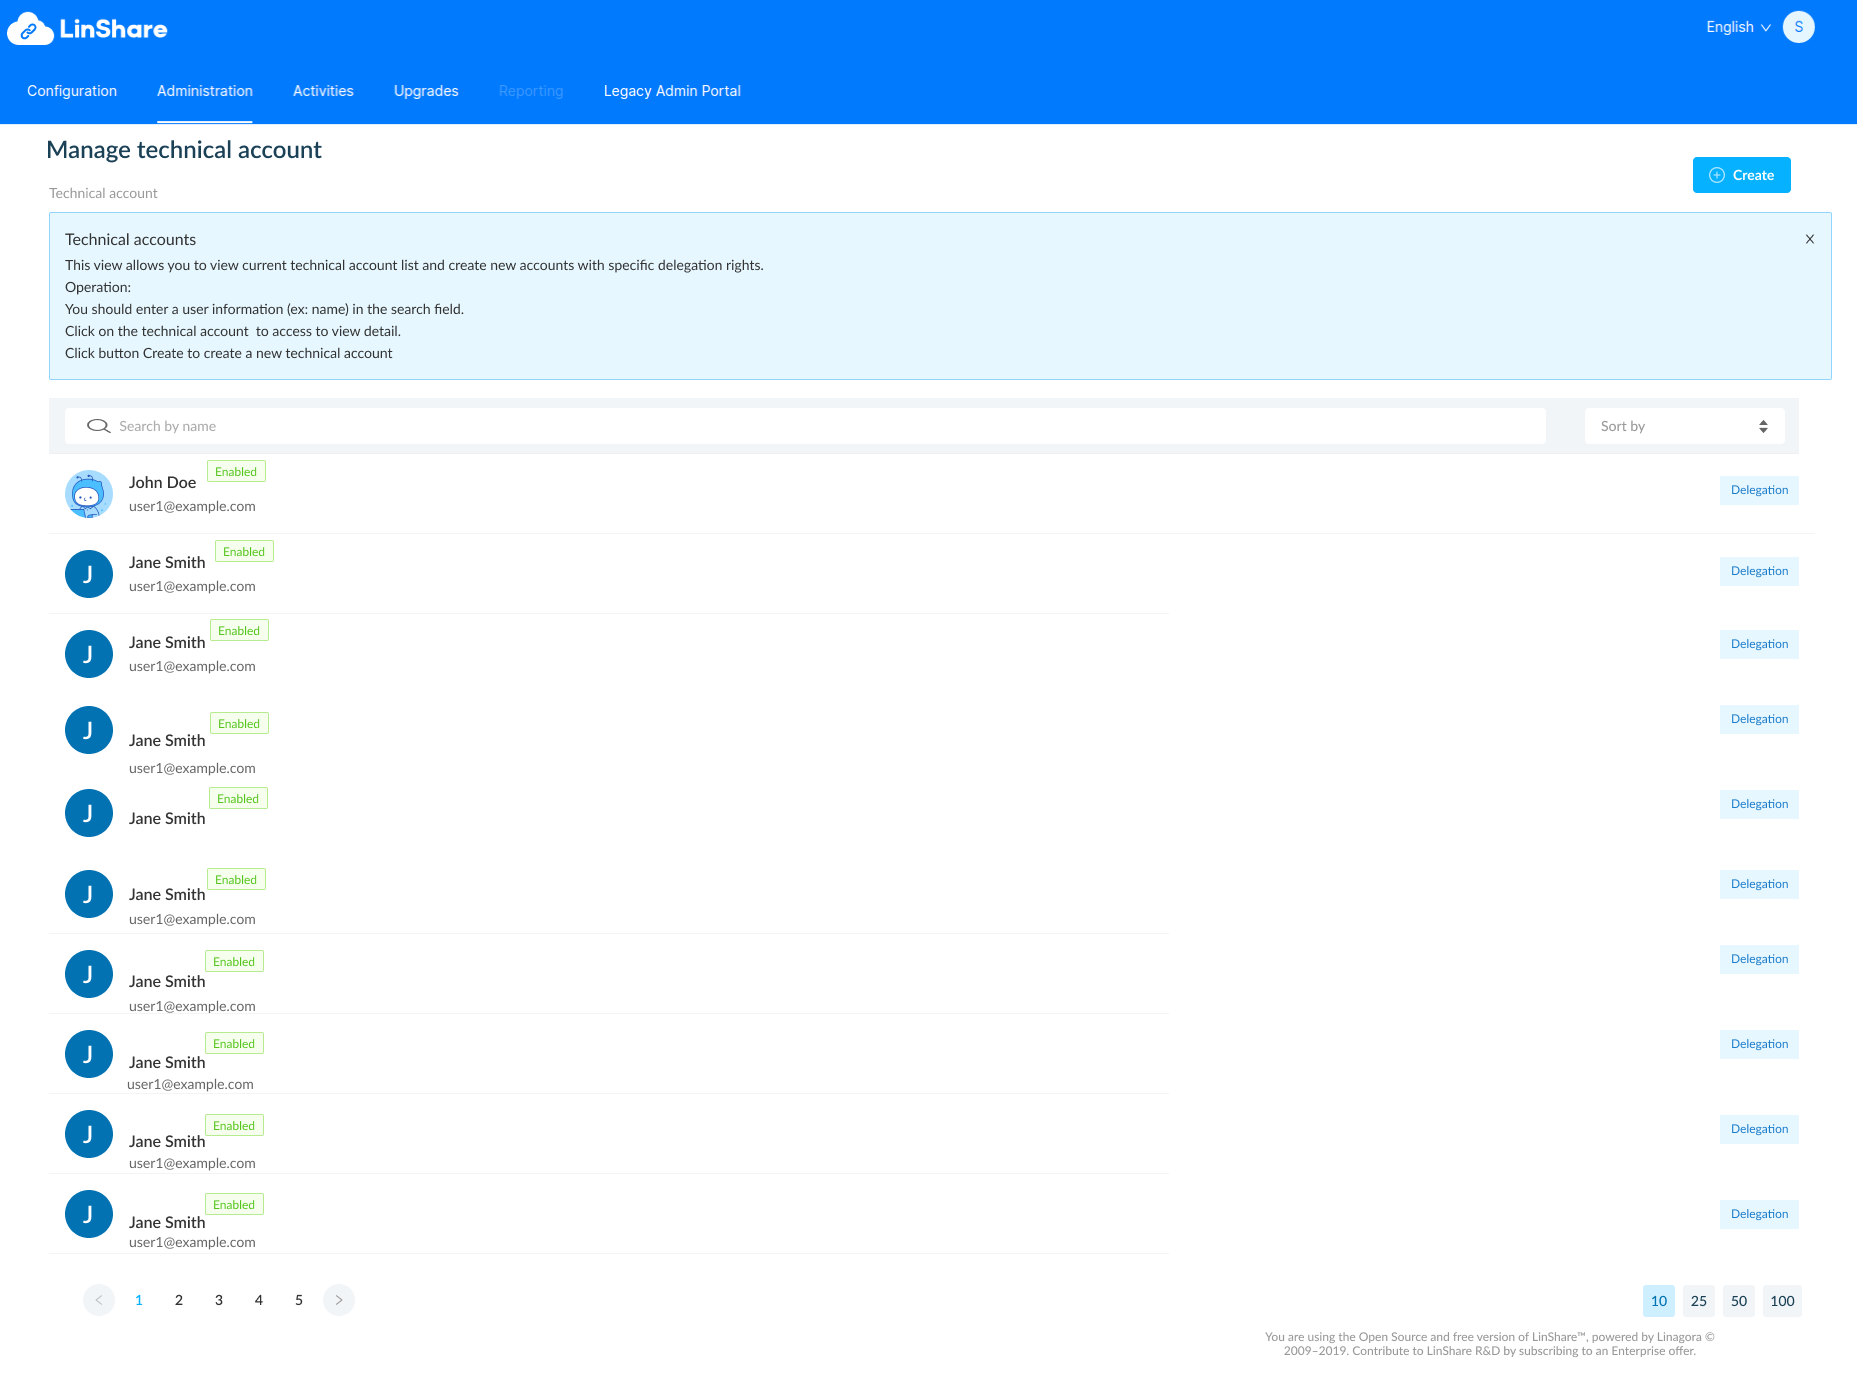 LinShare
English
S
Configuration
Administration
Activities
Upgrades
Reporting
Legacy Admin Portal
Manage technical account
Create
Technical account
Technical accounts
X
This view allows you to view current technical account list and create new accounts with specific delegation rights.
Operation:
You should enter a user information (ex: name) in the search field.
Click on the technical account  to access to view detail.
Click button Create to create a new technical account
Search by name
Sort by
John Doe
Enabled
user1@example.com
Delegation
J
Jane Smith
Enabled
user1@example.com
Delegation
J
Jane Smith
Enabled
user1@example.com
Delegation
J
Jane Smith
Enabled
user1@example.com
Delegation
J
Jane Smith
Enabled
Delegation
J
Jane Smith
Enabled
user1@example.com
Delegation
J
Jane Smith
Enabled
user1@example.com
Delegation
J
Jane Smith
Enabled
user1@example.com
Delegation
J
Jane Smith
Enabled
user1@example.com
Delegation
J
Jane Smith
Enabled
user1@example.com
Delegation
< 1 2 3 4 5 >
10 25 50 100
You are using the Open Source and free version of LinShare™, powered by Linagora ©
2009–2019. Contribute to LinShare R&D by subscribing to an Enterprise offer.